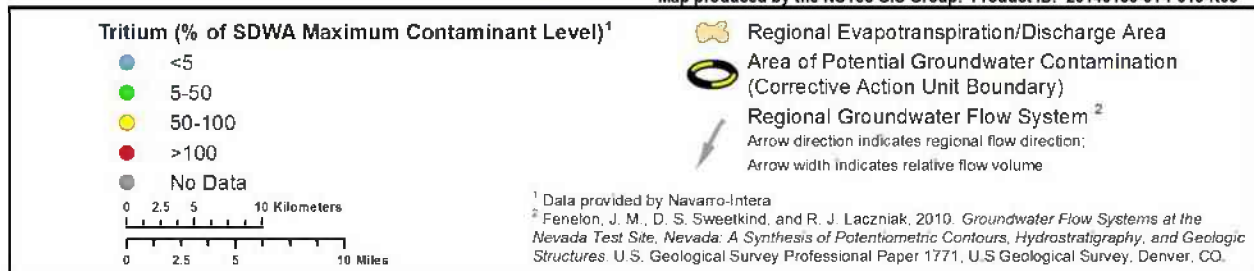 Tritium (% of SDWA Maximum Contaminant Level)1
<5
5-50
50-100
>100
No Data
0 2.5 5 10 Kilometers
0 2.5 5 10 Miles
Regional Evapotranspiration/Discharge Area
Area of Potential Groundwater Contamination
(Corrective Action Unit Boundary)
Regional Groundwater Flow System 2
Arrow direction indicates regional flow direction;
Arrow width indicates relative flow volume
1 Data provided by Navarro-Intera
2 Fenelon, J. M., D. S. Sweetkind, and R. J. Laczniak, 2010. Groundwater Flow Systems at the
Nevada Test Site, Nevada: A Synthesis of Potentiometric Contours, Hydrostratigraphy, and Geologic
Structures. U.S. Geological Survey Professional Paper 1771, U.S Geological Survey, Denver, CO.